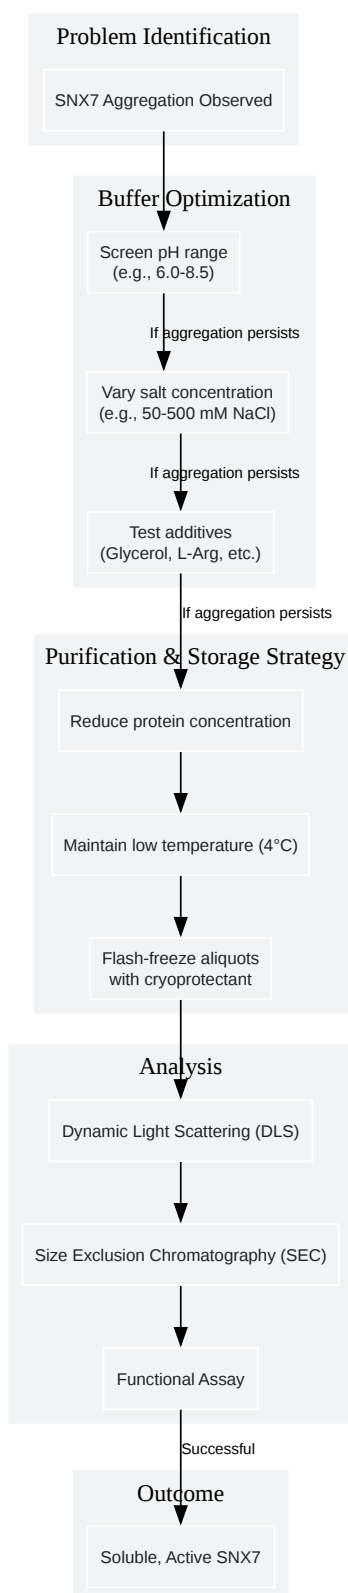 Problem Identification
SNX7 Aggregation Observed
Buffer Optimization
Screen pH range
(e.g., 6.0-8.5)
If aggregation persists
Vary salt concentration
(e.g., 50-500 mM NaCl)
If aggregation persists
Test additives
(Glycerol, L-Arg, etc.)
If aggregation persists
Purification & Storage Strategy
Reduce protein concentration
Maintain low temperature (4°C)
Flash-freeze aliquots
with cryoprotectant
Analysis
Dynamic Light Scattering (DLS)
Size Exclusion Chromatography (SEC)
Functional Assay
Successful
Outcome
Soluble, Active SNX7